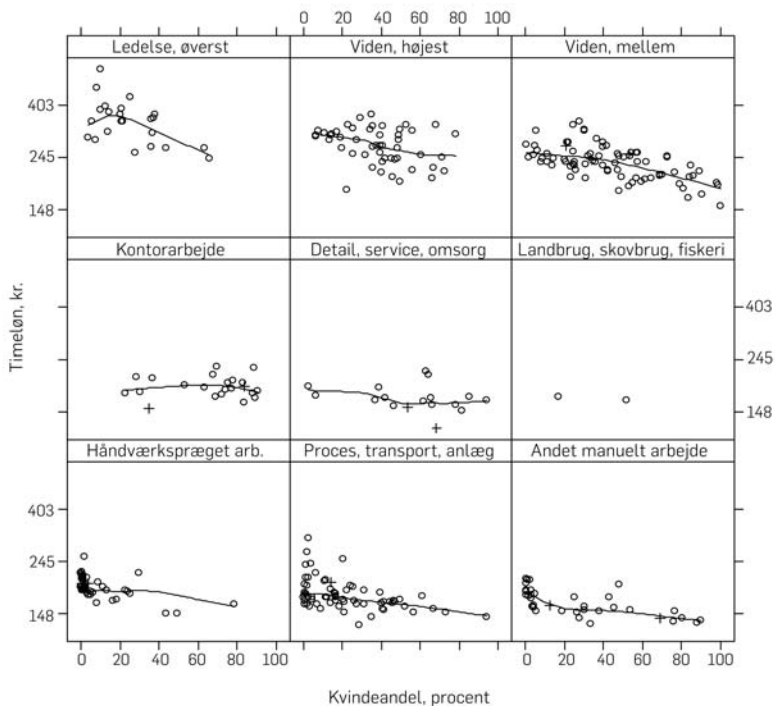 0 20 40 60 80 100
Ledelse, øverst
Viden, højest
Viden, mellem
403
245
148
Kontorarbejde
Detail, service, omsorg
Landbrug, skovbrug, fiskeri
403
245
148
Timeløn, kr.
Håndværkspræget arb.
Proces, transport, anlæg
Andet manuelt arbejde
403
245
148
0 20 40 60 80 100
0 20 40 60 80 100
Kvindeandel, procent